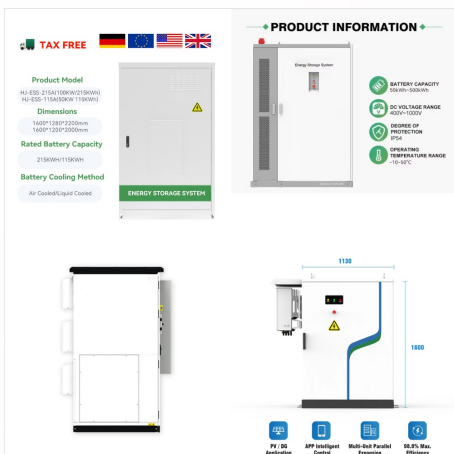 TAX FREE
Product Model
HJ-ESS-215A(100KW/215KWh)
HJ-ESS-115A(50KW 115KWh)
Dimensions
1600*1280*2200mm
1600*1200*2000mm
Rated Battery Capacity
215KWH/115KWH
Battery Cooling Method
Air Cooled/Liquid Cooled
ENERGY STORAGE SYSTEM
PRODUCT INFORMATION
Energy Storage System
BATTERY CAPACITY
50kWh~500kWh
DC VOLTAGE RANGE
400V~1000V
DEGREE OF
PROTECTION
IP54
OPERATING
TEMPERATURE RANGE
-10~50°C
1130
1600
PV / DG
Application
APP Intelligent
Control
Multi-Unit Parallel
Expansion
98.8% Max.
Efficiency